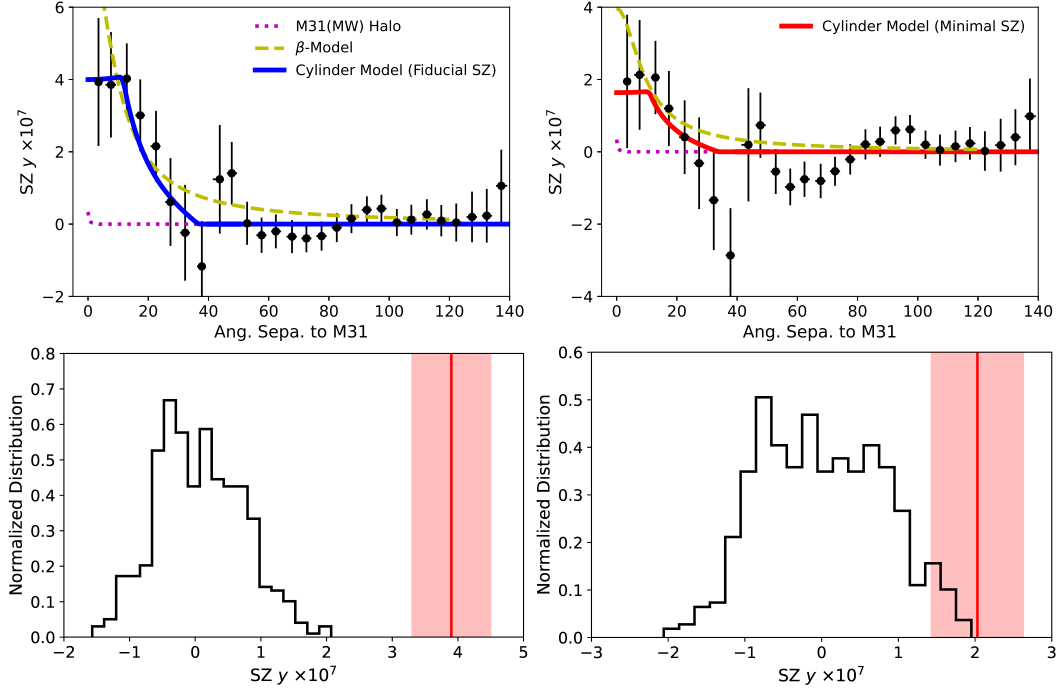 6
4
2
0
−2
SZ y ×10⁷
M31(MW) Halo
β-Model
Cylinder Model (Fiducial SZ)
0 20 40 60 80 100 120 140
Ang. Sepa. to M31
4
2
0
−2
−4
SZ y ×10⁷
Cylinder Model (Minimal SZ)
0 20 40 60 80 100 120 140
Ang. Sepa. to M31
0.8
0.7
0.6
0.5
0.4
0.3
0.2
0.1
0.0
Normalized Distribution
−2 −1 0 1 2 3 4 5
SZ y ×10⁷
0.6
0.5
0.4
0.3
0.2
0.1
0.0
Normalized Distribution
−3 −2 −1 0 1 2 3
SZ y ×10⁷